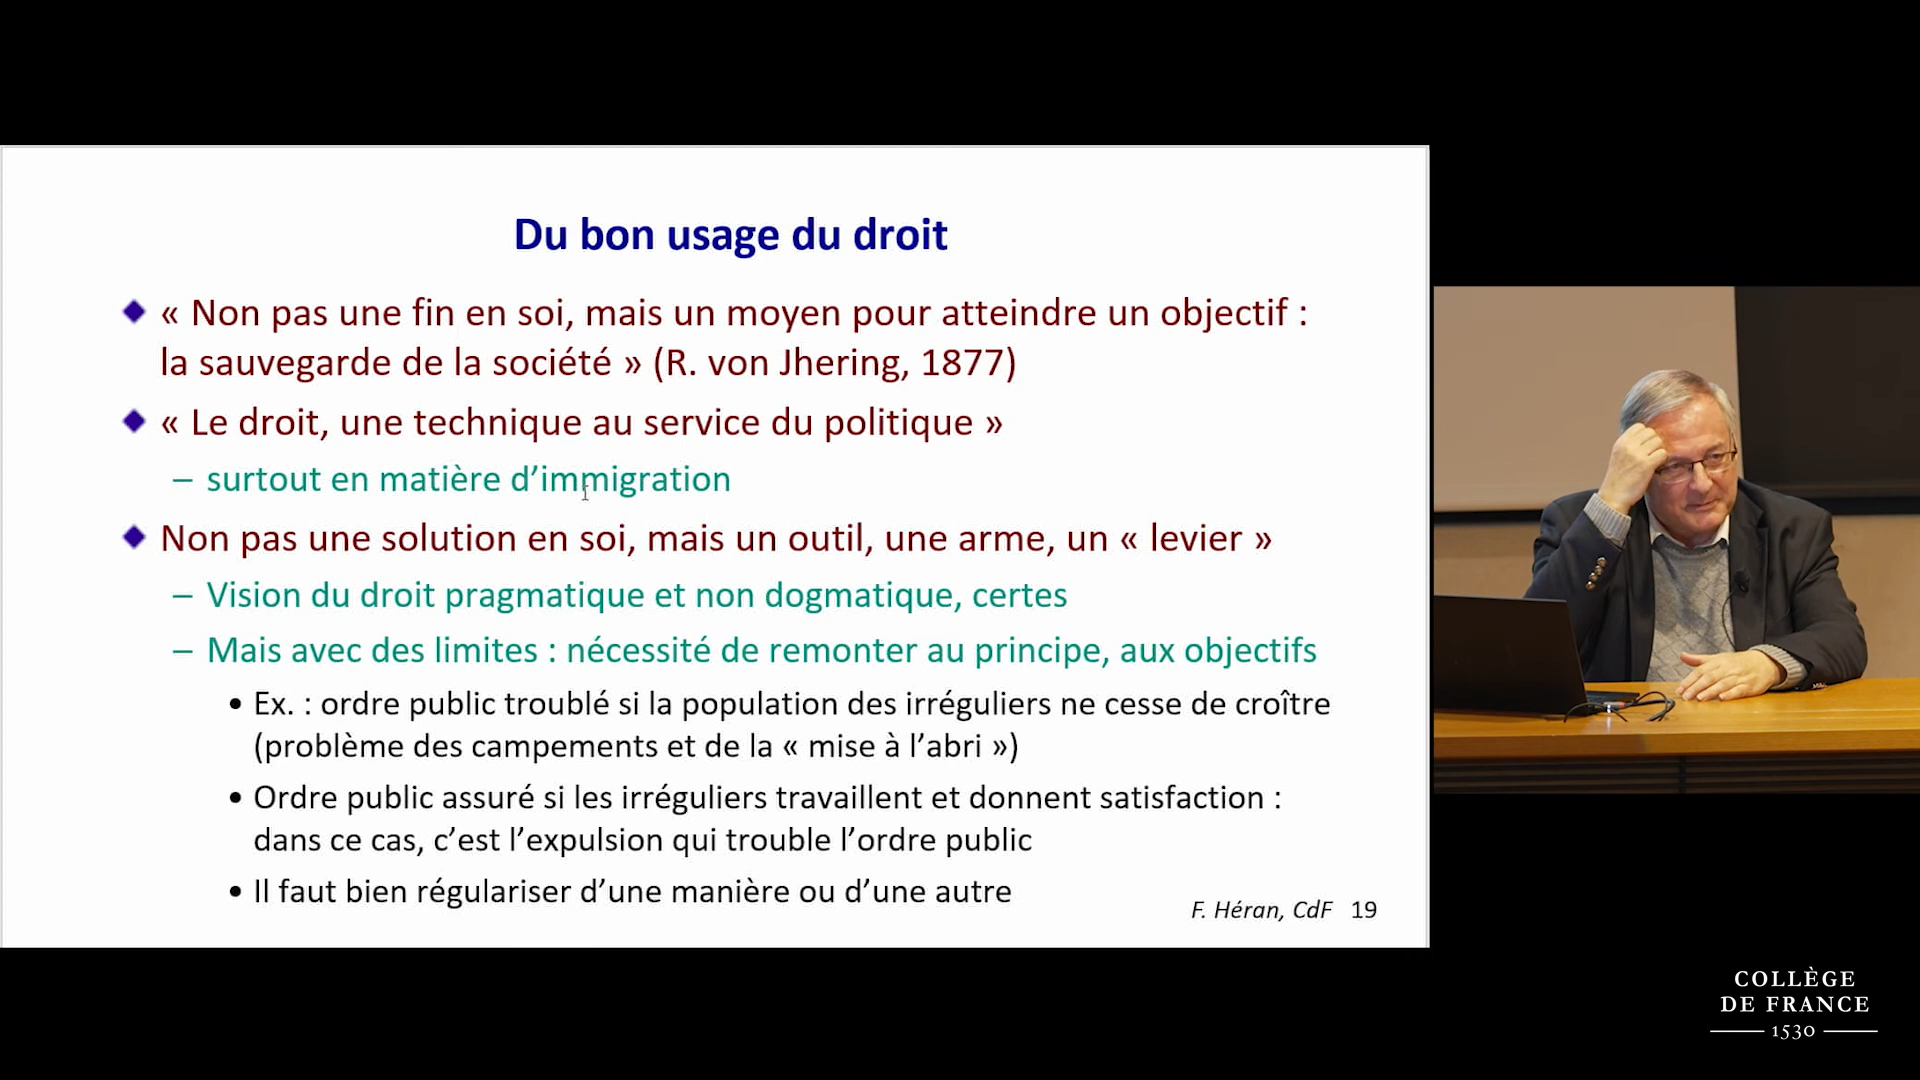 Du bon usage du droit
« Non pas une fin en soi, mais un moyen pour atteindre un objectif :
la sauvegarde de la société » (R. von Jhering, 1877)
« Le droit, une technique au service du politique »
– surtout en matière d’immigration
Non pas une solution en soi, mais un outil, une arme, un « levier »
– Vision du droit pragmatique et non dogmatique, certes
– Mais avec des limites : nécessité de remonter au principe, aux objectifs
• Ex. : ordre public troublé si la population des irréguliers ne cesse de croître
(problème des campements et de la « mise à l’abri »)
• Ordre public assuré si les irréguliers travaillent et donnent satisfaction :
dans ce cas, c’est l’expulsion qui trouble l’ordre public
• Il faut bien régulariser d’une manière ou d’une autre
F. Héran, CdF 19
COLLÈGE
DE FRANCE
1530